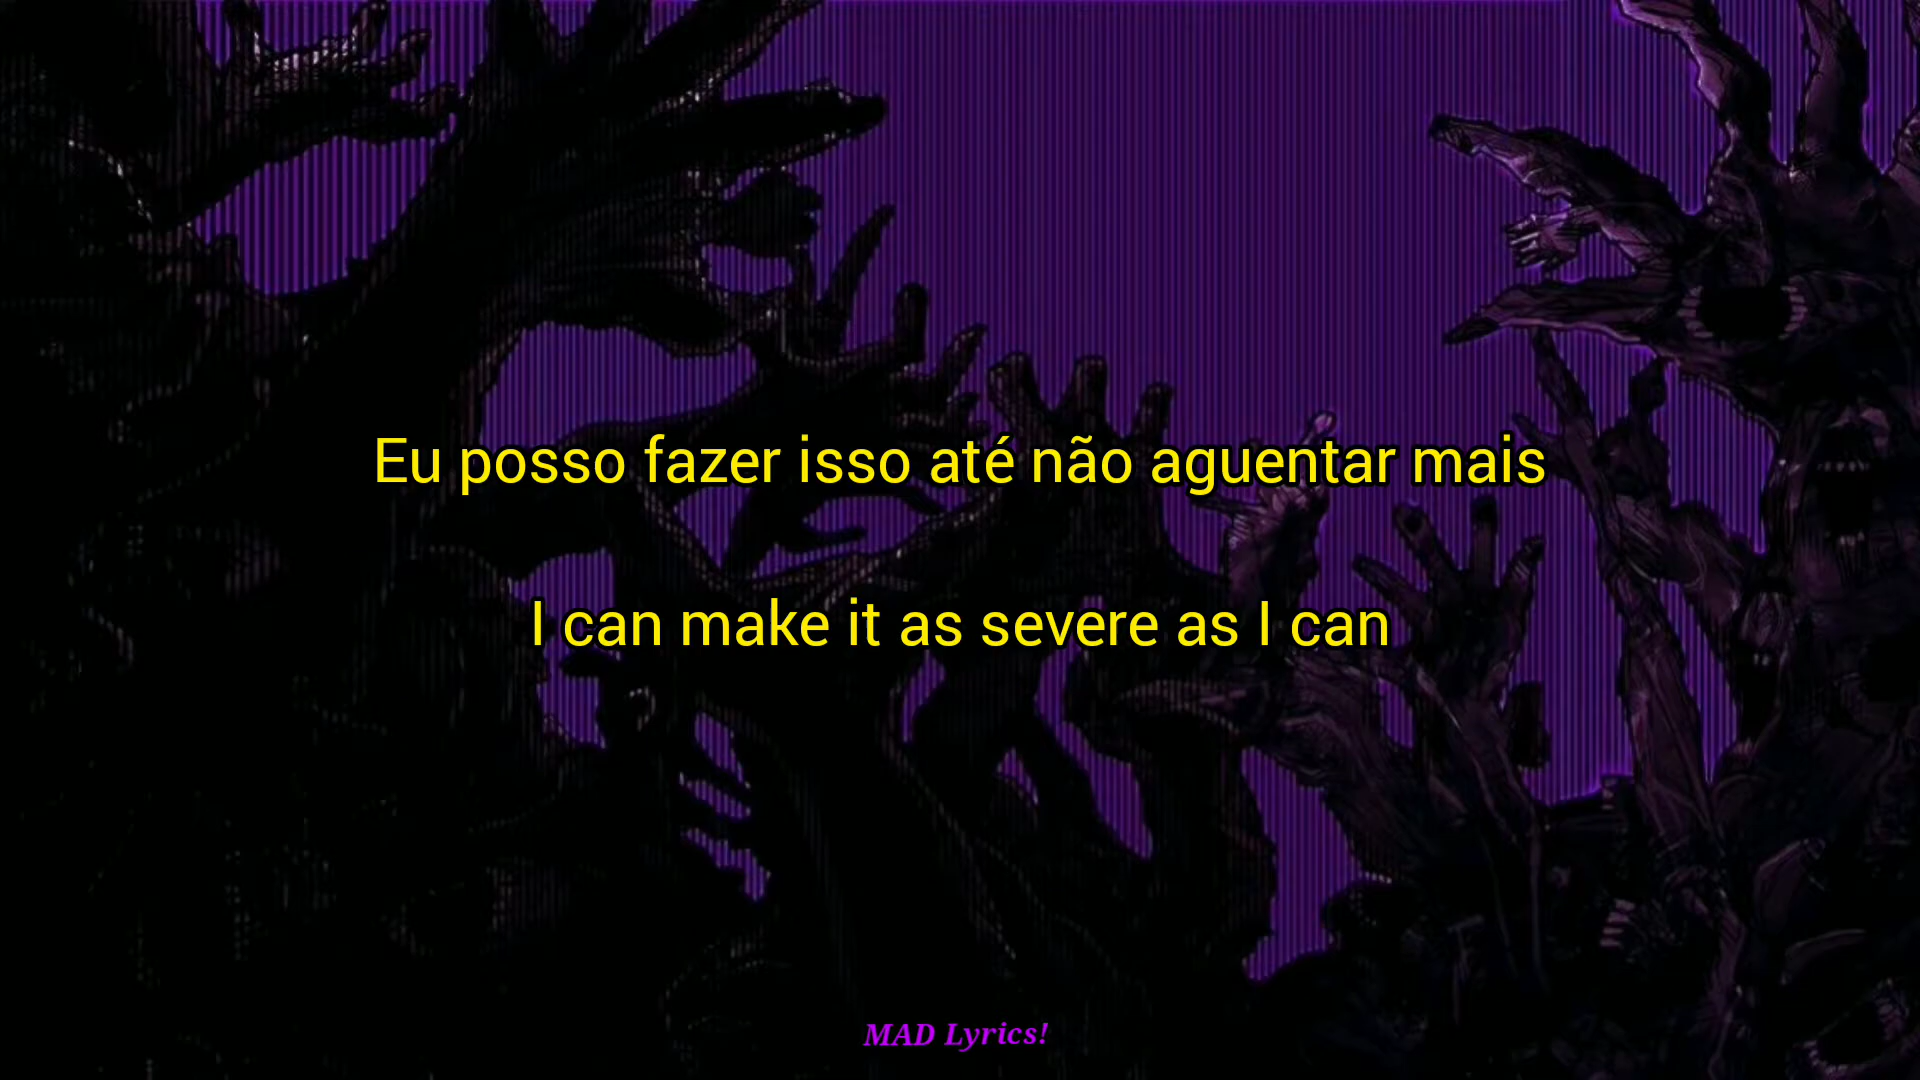 Eu posso fazer isso até não aguentar mais
I can make it as severe as I can
MAD Lyrics!